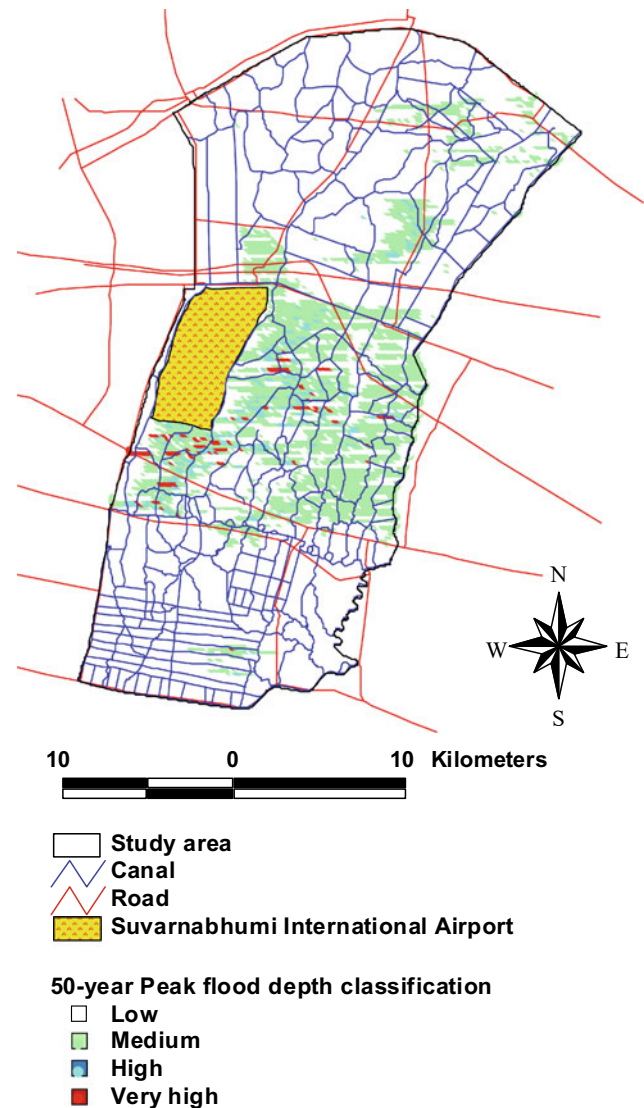 N
W E
S
10 0 10 Kilometers
Study area
Canal
Road
Suvarnabhumi International Airport
50-year Peak flood depth classification
Low
Medium
High
Very high